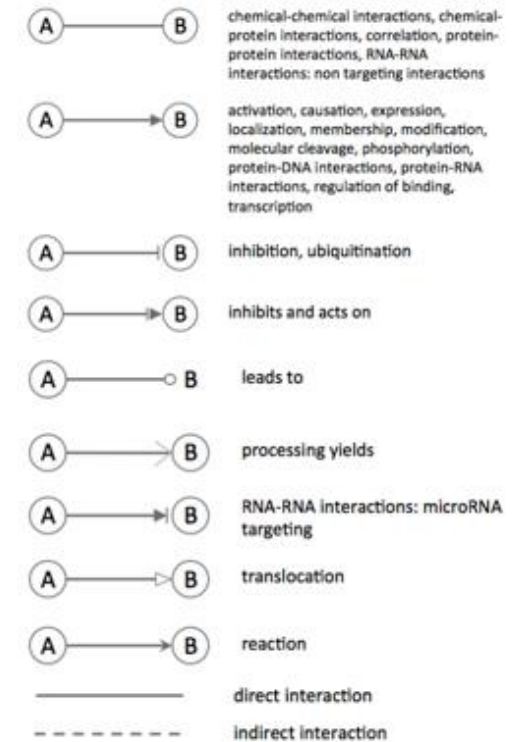 A B chemical-chemical interactions, chemical-
protein interactions, correlation, protein-
protein interactions, RNA-RNA
interactions: non targeting interactions
A B activation, causation, expression,
localization, membership, modification,
molecular cleavage, phosphorylation,
protein-DNA interactions, protein-RNA
interactions, regulation of binding,
transcription
A B inhibition, ubiquitination
A B inhibits and acts on
A B leads to
A B processing yields
A B RNA-RNA interactions: microRNA
targeting
A B translocation
A B reaction
direct interaction
indirect interaction